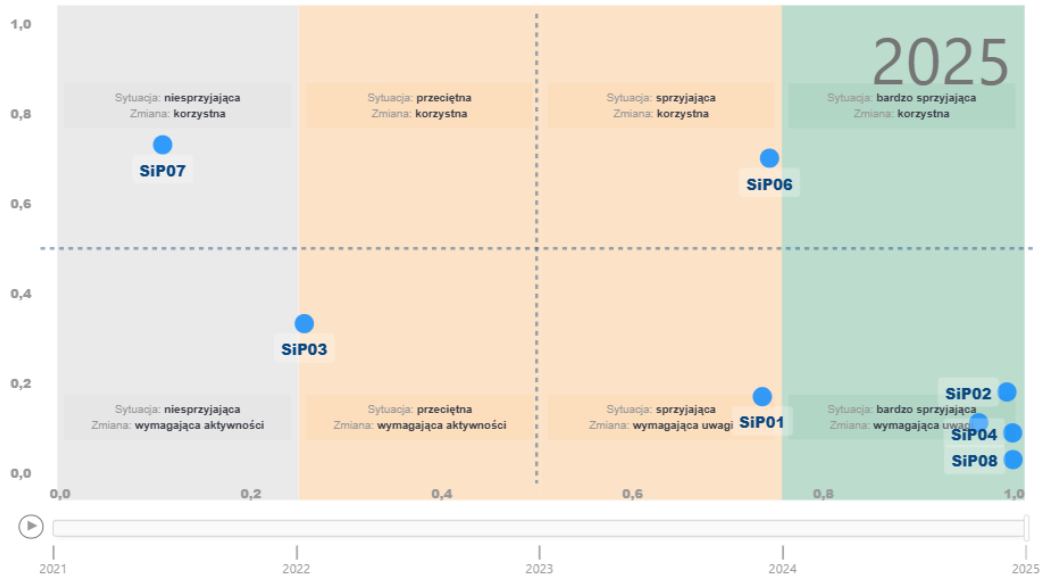 1,0
2025
Sytuacja: niesprzyjająca
Zmiana: korzystna
Sytuacja: przeciętna
Zmiana: korzystna
Sytuacja: sprzyjająca
Zmiana: korzystna
Sytuacja: bardzo sprzyjająca
Zmiana: korzystna
0,8
SiP07
SiP06
0,6
0,4
SiP03
0,2
SiP02
Sytuacja: niesprzyjająca
Zmiana: wymagająca aktywności
Sytuacja: przeciętna
Zmiana: wymagająca aktywności
Sytuacja: sprzyjająca
Zmiana: wymagająca uwagi
Sytuacja: bardzo sprzyjająca
Zmiana: wymagająca
SiP01
SiP04
SiP08
0,0
0,0 0,2 0,4 0,6 0,8 1,0
2021 2022 2023 2024 2025